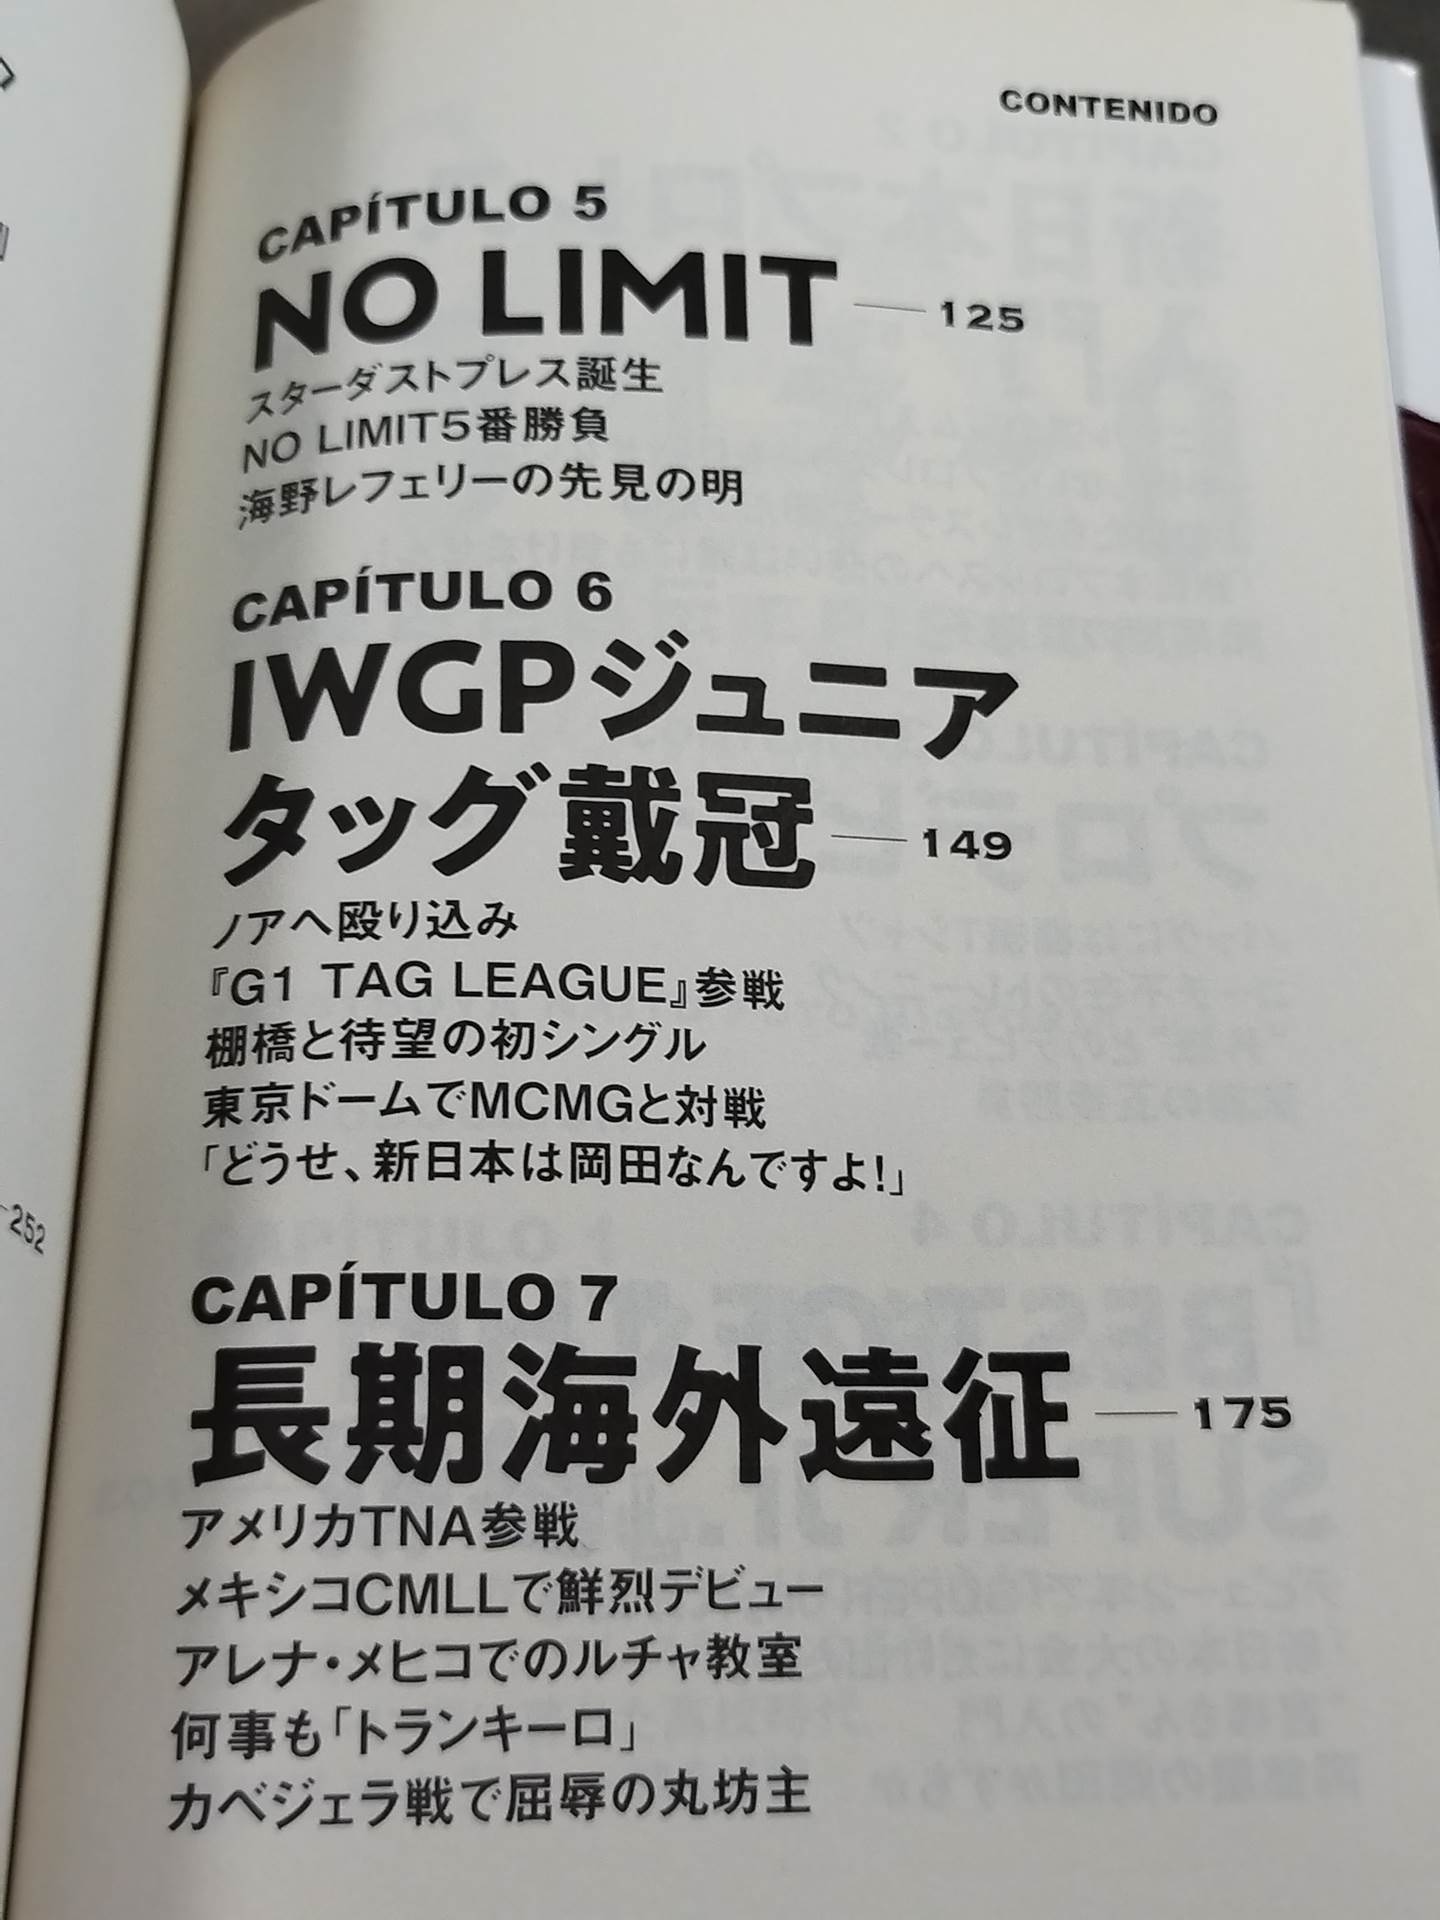 CONTENIDO
CAPÍTULO 5
NO LIMIT — 125
スターダストプレス誕生
NO LIMIT5番勝負
海野レフェリーの先見の明
CAPÍTULO 6
IWGPジュニア
タッグ戴冠 — 149
ノアへ殴り込み
『G1 TAG LEAGUE』参戦
棚橋と待望の初シングル
東京ドームでMCMGと対戦
「どうせ、新日本は岡田なんですよ!」
CAPÍTULO 7
長期海外遠征 — 175
アメリカTNA参戦
メキシコCMLLで鮮烈デビュー
アレナ・メヒコでのルチャ教室
何事も「トランキーロ」
カベジェラ戦で屈辱の丸坊主
252